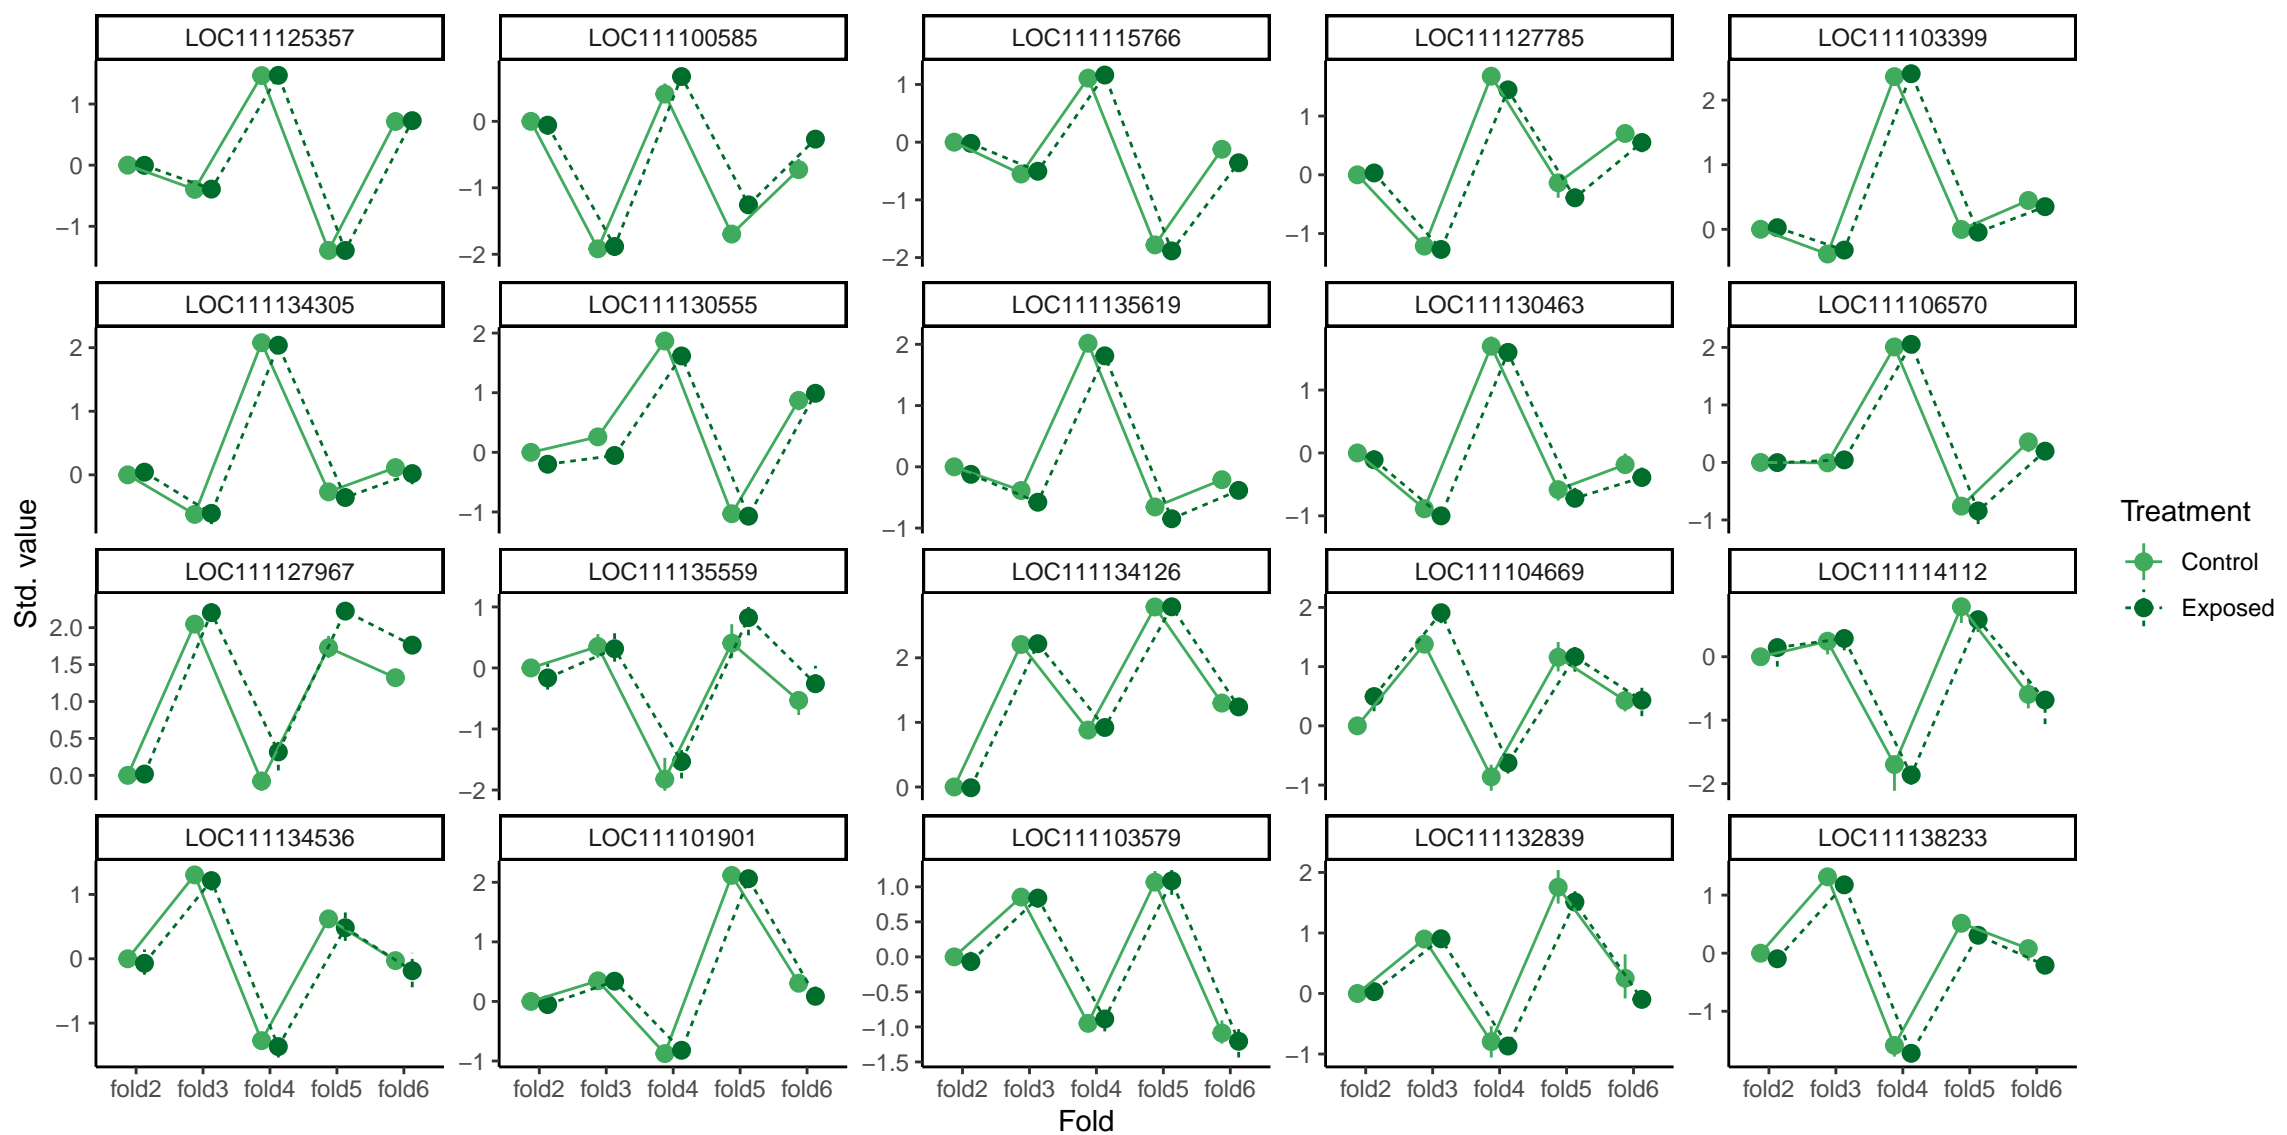 LOC111125357 LOC111100585 LOC111115766 LOC111127785 LOC111103399
1 0 −1
0 −1 −2
1 0 −1 −2
1 0 −1
2 1 0
LOC111134305 LOC111130555 LOC111135619 LOC111130463 LOC111106570
2 1 0
2 1 0 −1
2 1 0 −1
1 0 −1
2 1 0 −1
Std. value
Treatment
Control
Exposed
LOC111127967 LOC111135559 LOC111134126 LOC111104669 LOC111114112
2.0 1.5 1.0 0.5 0.0
1 0 −1 −2
2 1 0
2 1 0 −1
0 −1 −2
LOC111134536 LOC111101901 LOC111103579 LOC111132839 LOC111138233
1 0 −1
2 1 0 −1
1.0 0.5 0.0 −0.5 −1.0 −1.5
2 1 0 −1
1 0 −1
fold2 fold3 fold4 fold5 fold6 fold2 fold3 fold4 fold5 fold6 fold2 fold3 fold4 fold5 fold6 fold2 fold3 fold4 fold5 fold6 fold2 fold3 fold4 fold5 fold6
Fold